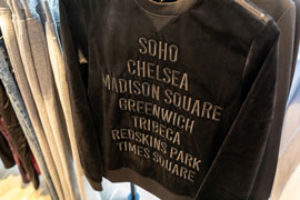 SOHO
CHELSEA
MADISON SQUARE
GREENWICH
TRIBECA
REDSKINS PARK
TIMES SQUARE